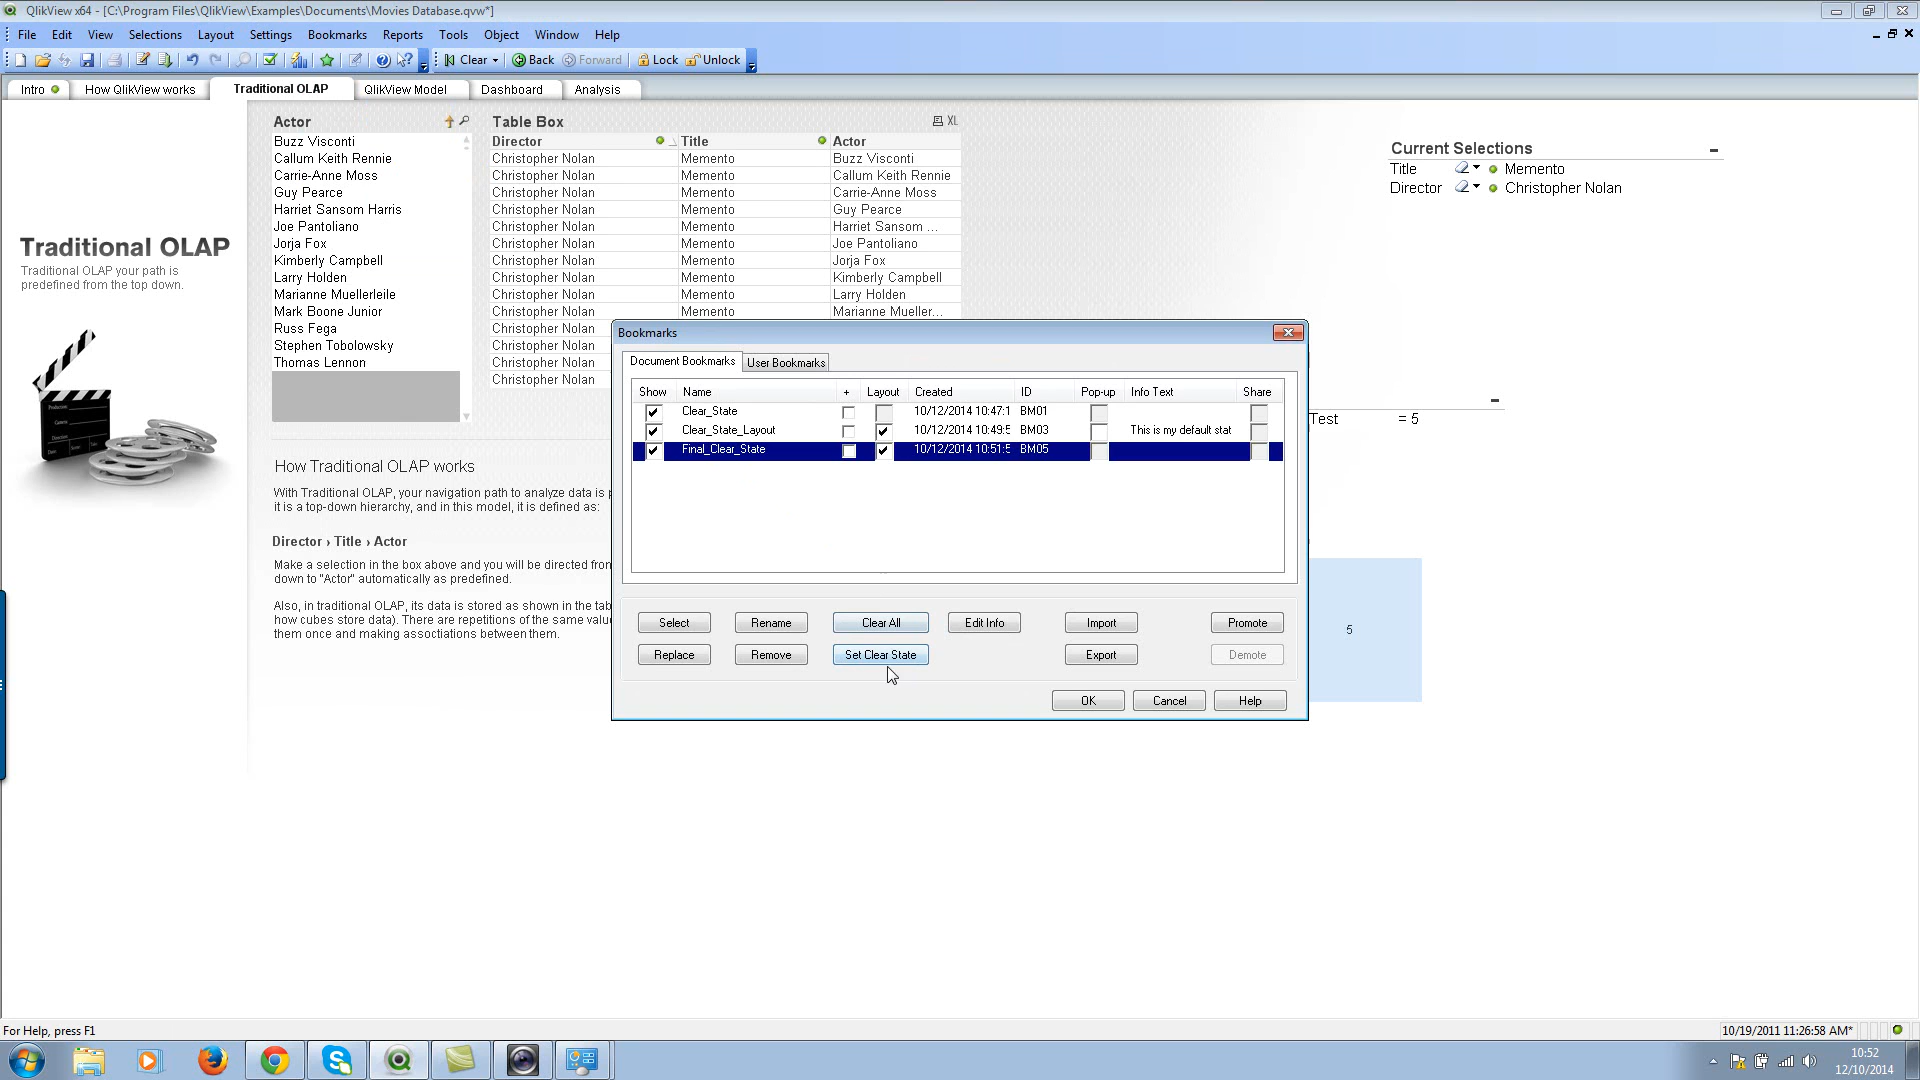 QlikView x64 - [C:\Program Files\QlikView\Examples\Documents\Movies Database.qvw*]
File Edit View Selections Layout Settings Bookmarks Reports Tools Object Window Help
Clear Back Forward Lock Unlock
Intro How QlikView works Traditional OLAP QlikView Model Dashboard Analysis
Traditional OLAP
Traditional OLAP your path is
predefined from the top down.
Actor
Buzz Visconti
Callum Keith Rennie
Carrie-Anne Moss
Guy Pearce
Harriet Sansom Harris
Joe Pantoliano
Jorja Fox
Kimberly Campbell
Larry Holden
Marianne Muellerleile
Mark Boone Junior
Russ Fega
Stephen Tobolowsky
Thomas Lennon
Table Box XL
Director Title Actor
Christopher Nolan Memento Buzz Visconti
Christopher Nolan Memento Callum Keith Rennie
Christopher Nolan Memento Carrie-Anne Moss
Christopher Nolan Memento Guy Pearce
Christopher Nolan Memento Harriet Sansom ...
Christopher Nolan Memento Joe Pantoliano
Christopher Nolan Memento Jorja Fox
Christopher Nolan Memento Kimberly Campbell
Christopher Nolan Memento Larry Holden
Christopher Nolan Memento Marianne Mueller...
Christopher Nolan
Christopher Nolan
Christopher Nolan
Christopher Nolan
Current Selections
Title Memento
Director Christopher Nolan
How Traditional OLAP works
With Traditional OLAP, your navigation path to analyze data is p
it is a top-down hierarchy, and in this model, it is defined as:
Director › Title › Actor
Make a selection in the box above and you will be directed fron
down to "Actor" automatically as predefined.
Also, in traditional OLAP, its data is stored as shown in the tab
how cubes store data). There are repetitions of the same value
them once and making assoctiations between them.
Bookmarks
Document Bookmarks User Bookmarks
Show Name + Layout Created ID Pop-up Info Text Share
Clear_State 10/12/2014 10:47:1 BM01
Clear_State_Layout 10/12/2014 10:49:5 BM03 This is my default stat
Final_Clear_State 10/12/2014 10:51:5 BM05
Select Rename Clear All Edit Info Import Promote
Replace Remove Set Clear State Export Demote
OK Cancel Help
Test = 5
5
For Help, press F1
10/19/2011 11:26:58 AM*
10:52
12/10/2014